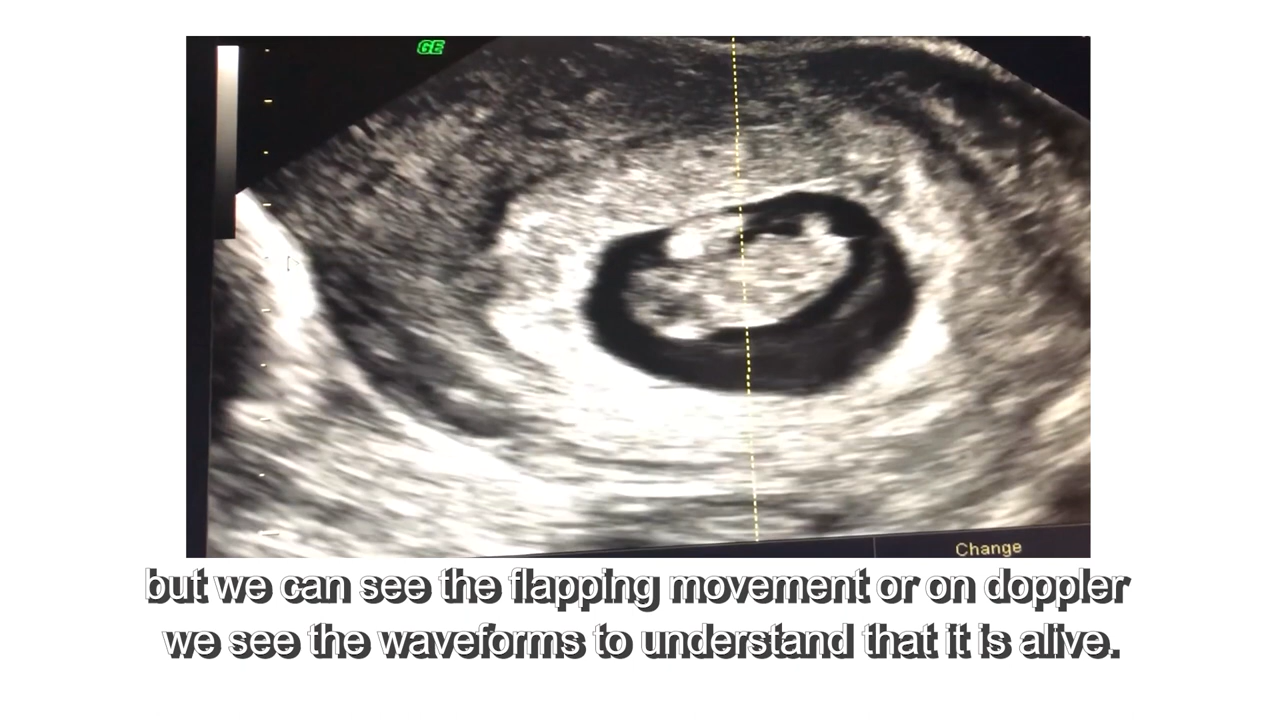 GE
Change
but we can see the flapping movement or on doppler
we see the waveforms to understand that it is alive.